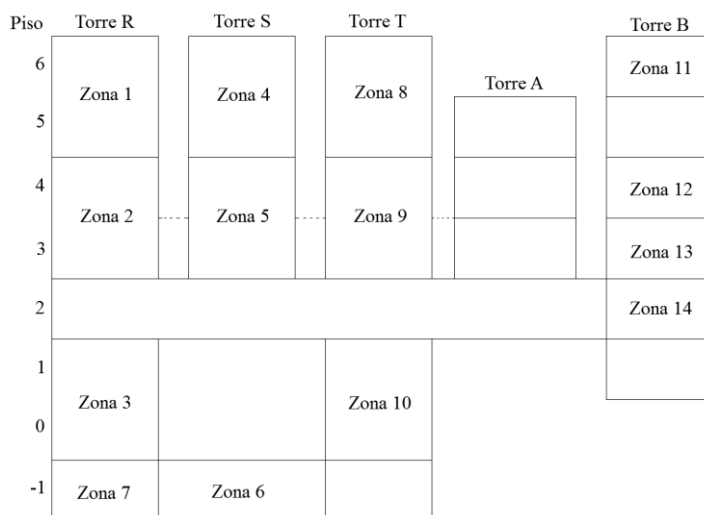 Piso Torre R Torre S Torre T Torre B
6 Zona 1 Zona 4 Zona 8 Zona 11
Torre A
5
4 Zona 2 Zona 5 Zona 9 Zona 12
3 Zona 13
2 Zona 14
1
Zona 3 Zona 10
0
-1 Zona 7 Zona 6